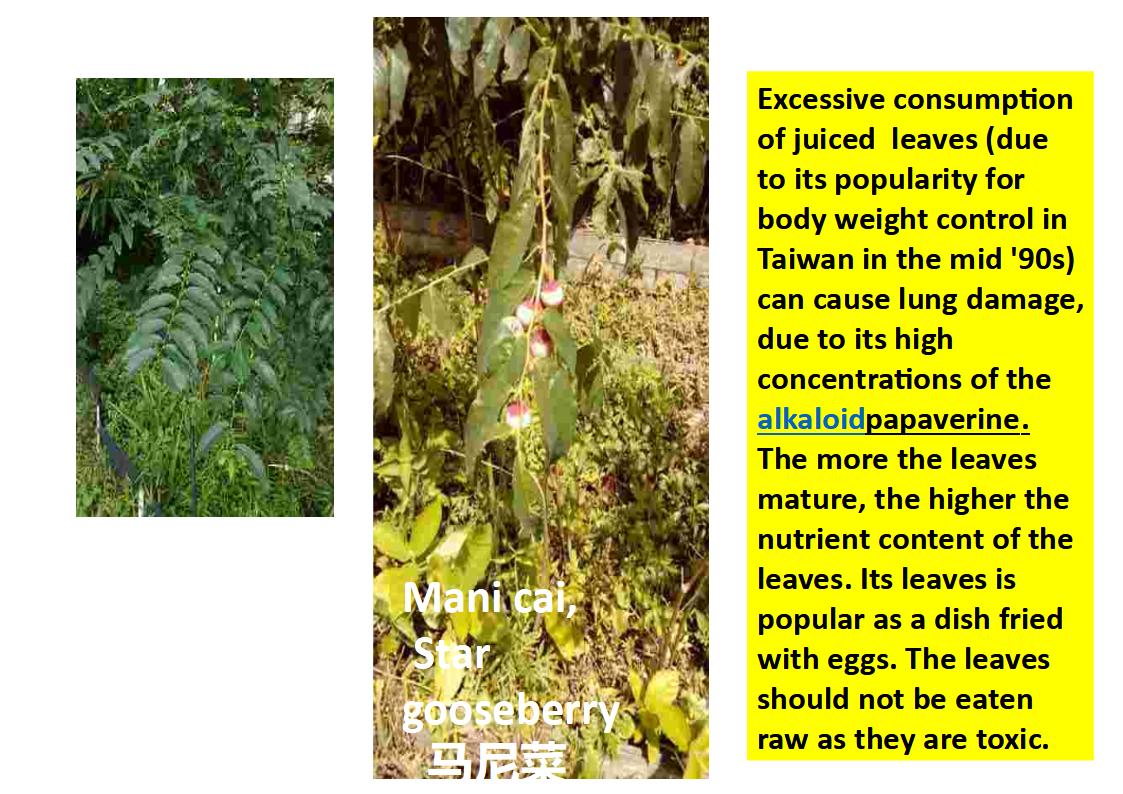 Mani cai,
Star
gooseberry
马尼菜
Excessive consumption
of juiced  leaves (due
to its popularity for
body weight control in
Taiwan in the mid '90s)
can cause lung damage,
due to its high
concentrations of the
alkaloidpapaverine.
The more the leaves
mature, the higher the
nutrient content of the
leaves. Its leaves is
popular as a dish fried
with eggs. The leaves
should not be eaten
raw as they are toxic.